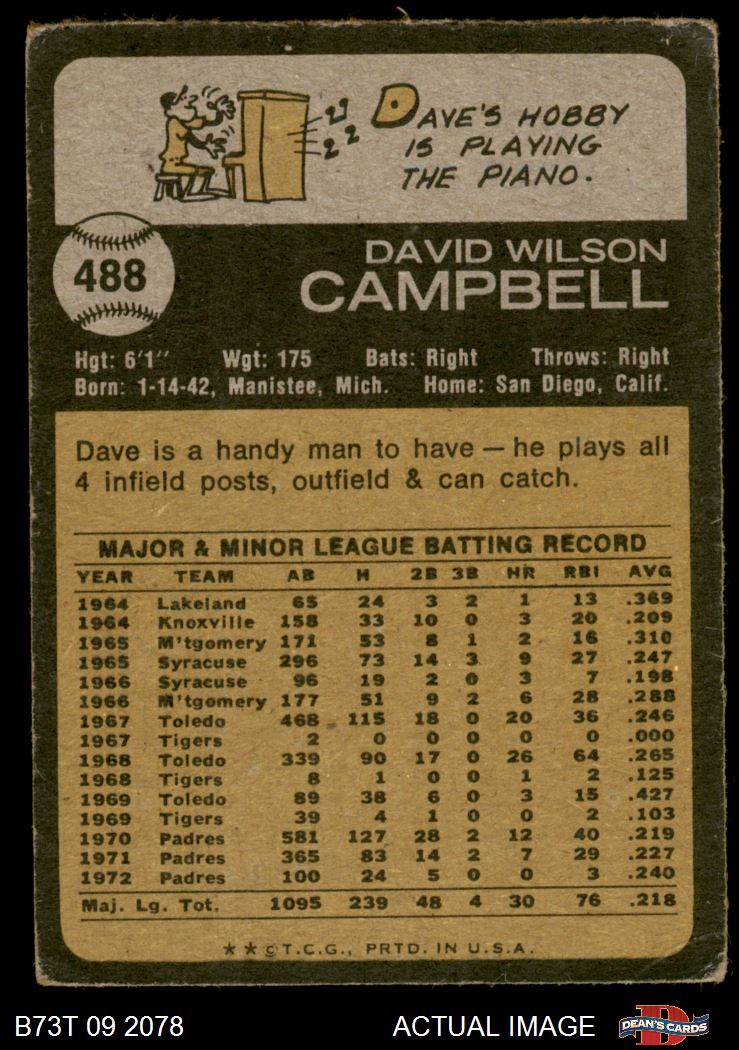 DAVE'S HOBBY
IS PLAYING
THE PIANO.
488
DAVID WILSON
CAMPBELL
Hgt: 6'1" Wgt: 175 Bats: Right Throws: Right
Born: 1-14-42, Manistee, Mich. Home: San Diego, Calif.
Dave is a handy man to have — he plays all
4 infield posts, outfield & can catch.
MAJOR & MINOR LEAGUE BATTING RECORD
YEAR TEAM AB H 2B 3B HR RBI AVG
1964 Lakeland 65 24 3 2 1 13 .369
1964 Knoxville 158 33 10 0 3 20 .209
1965 M'tgomery 171 53 8 1 2 16 .310
1965 Syracuse 296 73 14 3 9 27 .247
1966 Syracuse 96 19 2 0 3 7 .198
1966 M'tgomery 177 51 9 2 6 28 .288
1967 Toledo 468 115 18 0 20 36 .246
1967 Tigers 2 0 0 0 0 0 .000
1968 Toledo 339 90 17 0 26 64 .265
1968 Tigers 8 1 0 0 1 2 .125
1969 Toledo 89 38 6 0 3 15 .427
1969 Tigers 39 4 1 0 0 2 .103
1970 Padres 581 127 28 2 12 40 .219
1971 Padres 365 83 14 2 7 29 .227
1972 Padres 100 24 5 0 0 3 .240
Maj. Lg. Tot. 1095 239 48 4 30 76 .218
★★©T.C.G., PRTD. IN U.S.A.
B73T 09 2078 ACTUAL IMAGE DEAN'S CARDS